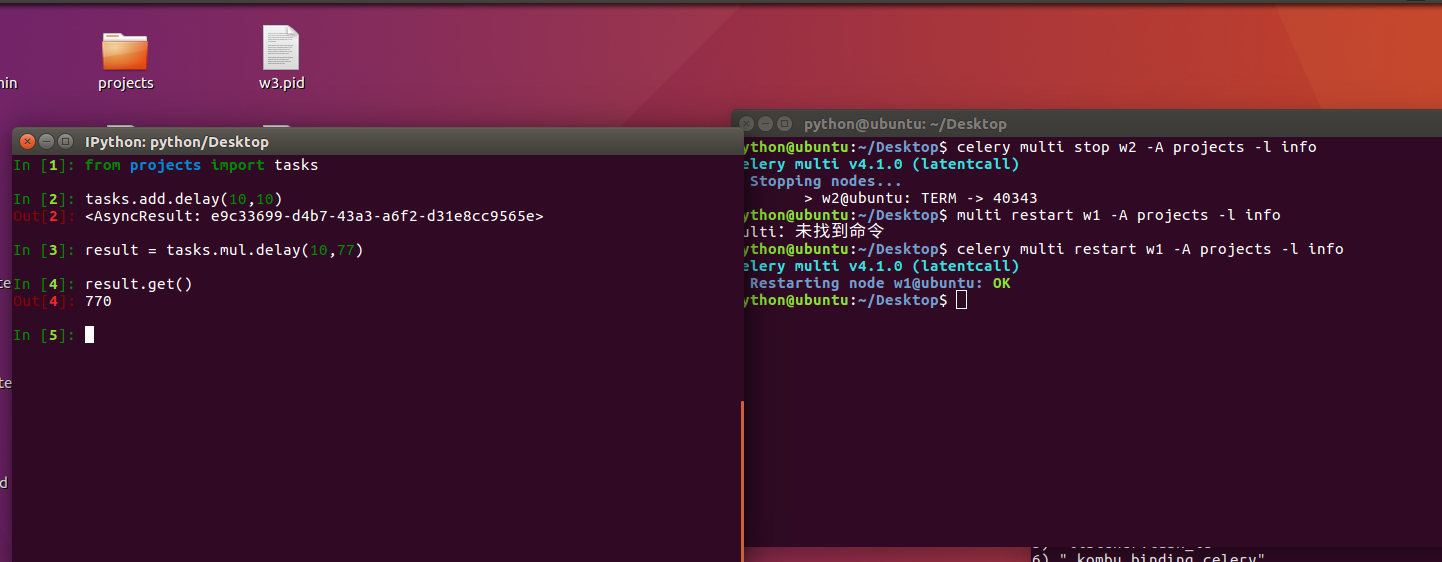 projects
w3.pid
IPython: python/Desktop
In [1]: from projects import tasks
In [2]: tasks.add.delay(10,10)
Out[2]: <AsyncResult: e9c33699-d4b7-43a3-a6f2-d31e8cc9565e>
In [3]: result = tasks.mul.delay(10,77)
In [4]: result.get()
Out[4]: 770
In [5]:
python@ubuntu: ~/Desktop
ython@ubuntu:~/Desktop$ celery multi stop w2 -A projects -l info
elery multi v4.1.0 (latentcall)
Stopping nodes...
> w2@ubuntu: TERM -> 40343
ython@ubuntu:~/Desktop$ multi restart w1 -A projects -l info
ulti：未找到命令
ython@ubuntu:~/Desktop$ celery multi restart w1 -A projects -l info
elery multi v4.1.0 (latentcall)
Restarting node w1@ubuntu: OK
ython@ubuntu:~/Desktop$
6) "_kombu.binding.celery"